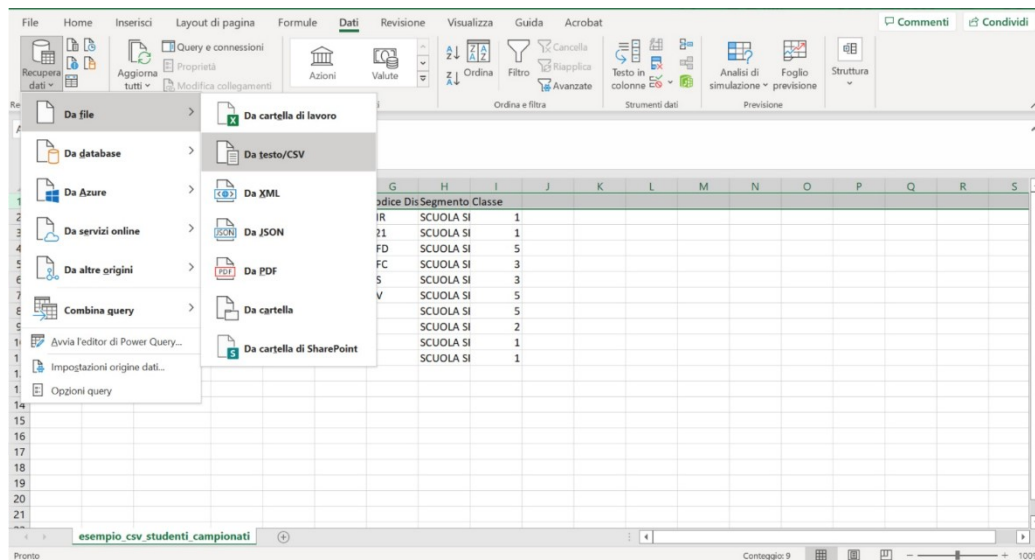 File Home Inserisci Layout di pagina Formule Dati Revisione Visualizza Guida Acrobat Commenti Condividi
Recupera dati
Aggiorna tutti
Query e connessioni
Proprietà
Modifica collegamenti
Azioni
Valute
Ordina
Filtro
Cancella
Riapplica
Avanzate
Testo in colonne
Analisi di simulazione
Foglio previsione
Struttura
Ordina e filtra
Strumenti dati
Previsione
Da file
Da database
Da Azure
Da servizi online
Da altre origini
Combina query
Avvia l'editor di Power Query...
Impostazioni origine dati...
Opzioni query
Da cartella di lavoro
Da testo/CSV
Da XML
Da JSON
Da PDF
Da cartella
Da cartella di SharePoint
G H I J K L M N O P Q R S
odice Dis Segmento Classe
IR SCUOLA SI 1
21 SCUOLA SI 1
FD SCUOLA SI 5
FC SCUOLA SI 3
S SCUOLA SI 3
V SCUOLA SI 5
SCUOLA SI 5
SCUOLA SI 2
SCUOLA SI 1
SCUOLA SI 1
14
15
16
17
18
19
20
21
esempio_csv_studenti_campionati
Pronto
Conteggio: 9
100